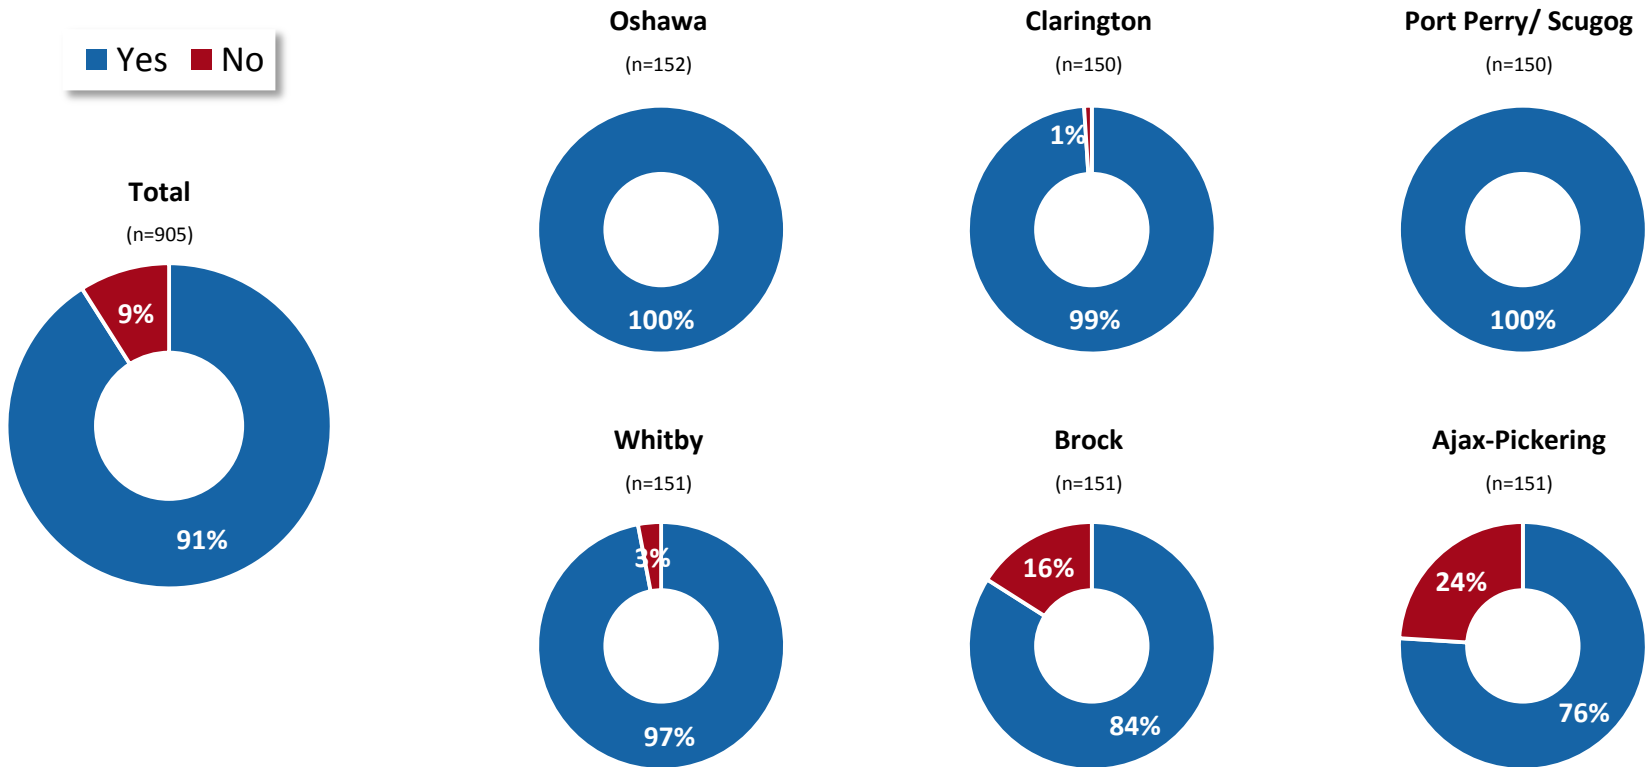 Yes No
Total
(n=905)
9%
91%
Oshawa
(n=152)
100%
Clarington
(n=150)
1%
99%
Port Perry/ Scugog
(n=150)
100%
Whitby
(n=151)
3%
97%
Brock
(n=151)
16%
84%
Ajax-Pickering
(n=151)
24%
76%